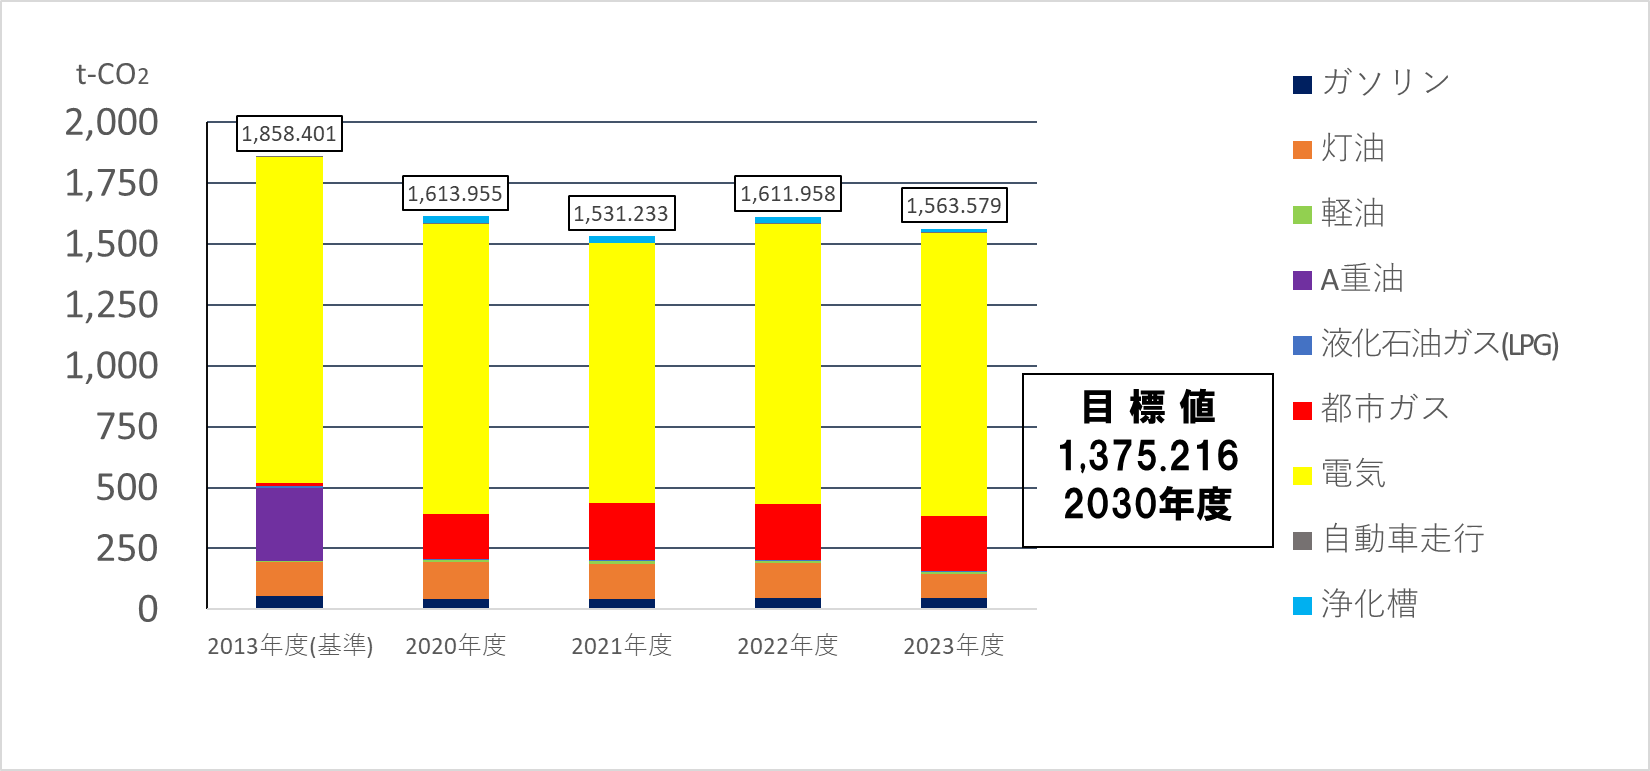 t-CO2
2,000
1,750
1,500
1,250
1,000
750
500
250
0
1,858.401
1,613.955
1,531.233
1,611.958
1,563.579
2013年度(基準)
2020年度
2021年度
2022年度
2023年度
目標値
1,375.216
2030年度
ガソリン
灯油
軽油
A重油
液化石油ガス(LPG)
都市ガス
電気
自動車走行
浄化槽